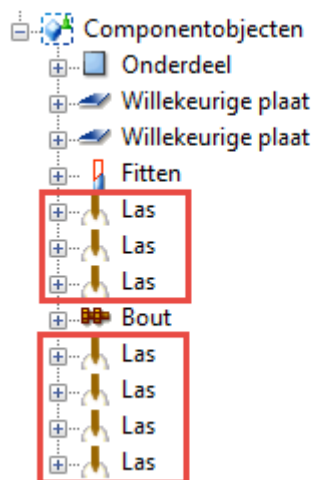 Componentobjecten
Onderdeel
Willekeurige plaat
Willekeurige plaat
Fitten
Las
Las
Las
Bout
Las
Las
Las
Las